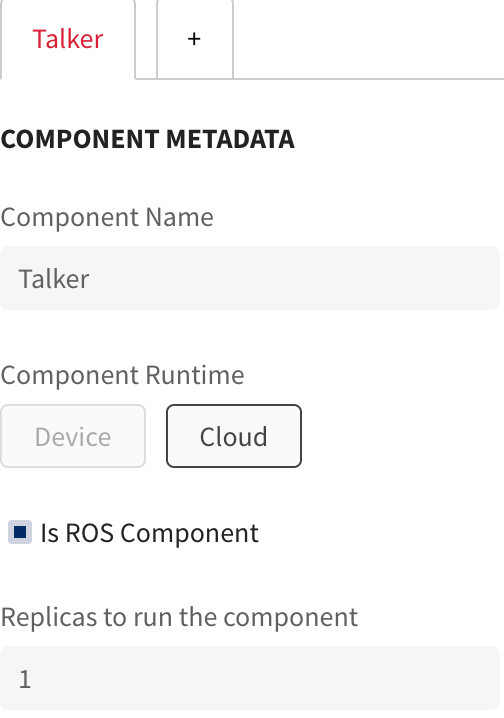 Talker +
COMPONENT METADATA
Component Name
Talker
Component Runtime
Device Cloud
Is ROS Component
Replicas to run the component
1